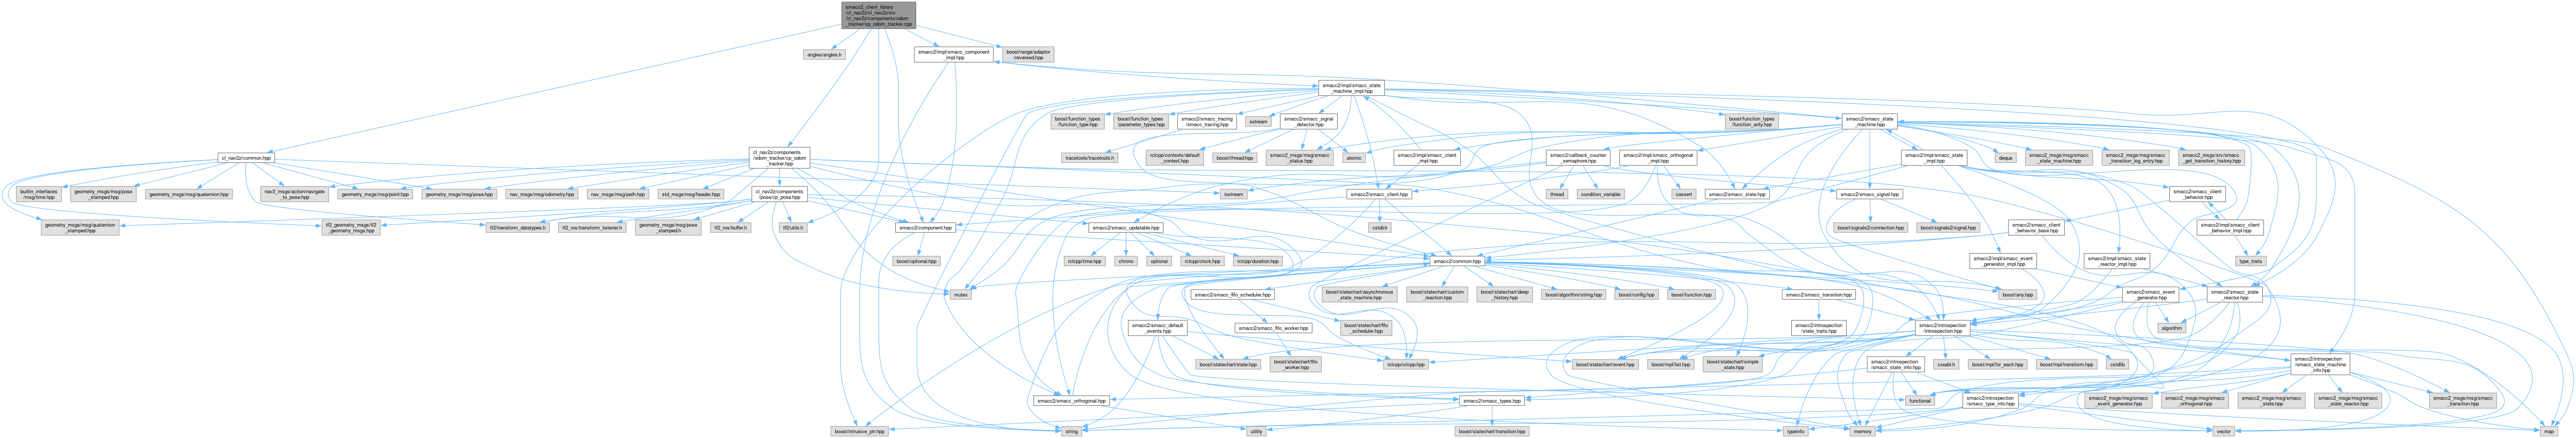 smacc2_client_library
/cl_nav2z/cl_nav2z/src
/cl_nav2z/components/odom
_tracker/cp_odom_tracker.cpp
angles/angles.h
smacc2/impl/smacc_component
_impl.hpp
boost/range/adaptor
/reversed.hpp
smacc2/impl/smacc_state
_machine_impl.hpp
boost/function_types
/function_type.hpp
boost/function_types
/parameter_types.hpp
smacc2/smacc_tracing
/smacc_tracing.hpp
sstream
smacc2/smacc_signal
_detector.hpp
boost/function_types
/function_arity.hpp
smacc2/smacc_state
_machine.hpp
cl_nav2z/common.hpp
cl_nav2z/components
/odom_tracker/cp_odom
_tracker.hpp
tracetools/tracetools.h
rclcpp/contexts/default
_context.hpp
boost/thread.hpp
smacc2_msgs/msg/smacc
_status.hpp
atomic
smacc2/impl/smacc_client
_impl.hpp
smacc2/callback_counter
_semaphore.hpp
smacc2/impl/smacc_orthogonal
_impl.hpp
smacc2/impl/smacc_state
_impl.hpp
deque
smacc2_msgs/msg/smacc
_state_machine.hpp
smacc2_msgs/msg/smacc
_transition_log_entry.hpp
smacc2_msgs/srv/smacc
_get_transition_history.hpp
builtin_interfaces
/msg/time.hpp
geometry_msgs/msg/pose
_stamped.hpp
geometry_msgs/msg/quaternion.hpp
nav2_msgs/action/navigate
_to_pose.hpp
geometry_msgs/msg/point.hpp
geometry_msgs/msg/pose.hpp
nav_msgs/msg/odometry.hpp
nav_msgs/msg/path.hpp
std_msgs/msg/header.hpp
cl_nav2z/components
/pose/cp_pose.hpp
iostream
smacc2/smacc_client.hpp
thread
condition_variable
cassert
smacc2/smacc_state.hpp
smacc2/smacc_signal.hpp
smacc2/smacc_client
_behavior.hpp
geometry_msgs/msg/quaternion
_stamped.hpp
tf2_geometry_msgs/tf2
_geometry_msgs.hpp
tf2/transform_datatypes.h
tf2_ros/transform_listener.h
geometry_msgs/msg/pose
_stamped.h
tf2_ros/buffer.h
tf2/utils.h
smacc2/component.hpp
smacc2/smacc_updatable.hpp
cstdint
boost/signals2/connection.hpp
boost/signals2/signal.hpp
smacc2/smacc_client
_behavior_base.hpp
smacc2/impl/smacc_client
_behavior_impl.hpp
boost/optional.hpp
rclcpp/time.hpp
chrono
optional
rclcpp/clock.hpp
rclcpp/duration.hpp
smacc2/common.hpp
smacc2/impl/smacc_event
_generator_impl.hpp
smacc2/impl/smacc_state
_reactor_impl.hpp
type_traits
mutex
smacc2/smacc_fifo_scheduler.hpp
boost/statechart/asynchronous
_state_machine.hpp
boost/statechart/custom
_reaction.hpp
boost/statechart/deep
_history.hpp
boost/algorithm/string.hpp
boost/config.hpp
boost/function.hpp
smacc2/smacc_transition.hpp
boost/any.hpp
smacc2/smacc_event
_generator.hpp
smacc2/smacc_state
_reactor.hpp
smacc2/smacc_default
_events.hpp
smacc2/smacc_fifo_worker.hpp
boost/statechart/fifo
_scheduler.hpp
smacc2/introspection
/state_traits.hpp
smacc2/introspection
/introspection.hpp
algorithm
boost/statechart/state.hpp
boost/statechart/fifo
_worker.hpp
rclcpp/rclcpp.hpp
boost/statechart/event.hpp
boost/mpl/list.hpp
boost/statechart/simple
_state.hpp
smacc2/introspection
/smacc_state_info.hpp
cxxabi.h
boost/mpl/for_each.hpp
boost/mpl/transform.hpp
cstdlib
smacc2/introspection
/smacc_state_machine
_info.hpp
smacc2/smacc_orthogonal.hpp
smacc2/smacc_types.hpp
functional
smacc2/introspection
/smacc_type_info.hpp
smacc2_msgs/msg/smacc
_event_generator.hpp
smacc2_msgs/msg/smacc
_orthogonal.hpp
smacc2_msgs/msg/smacc
_state.hpp
smacc2_msgs/msg/smacc
_state_reactor.hpp
smacc2_msgs/msg/smacc
_transition.hpp
boost/intrusive_ptr.hpp
string
utility
boost/statechart/transition.hpp
typeinfo
memory
vector
map